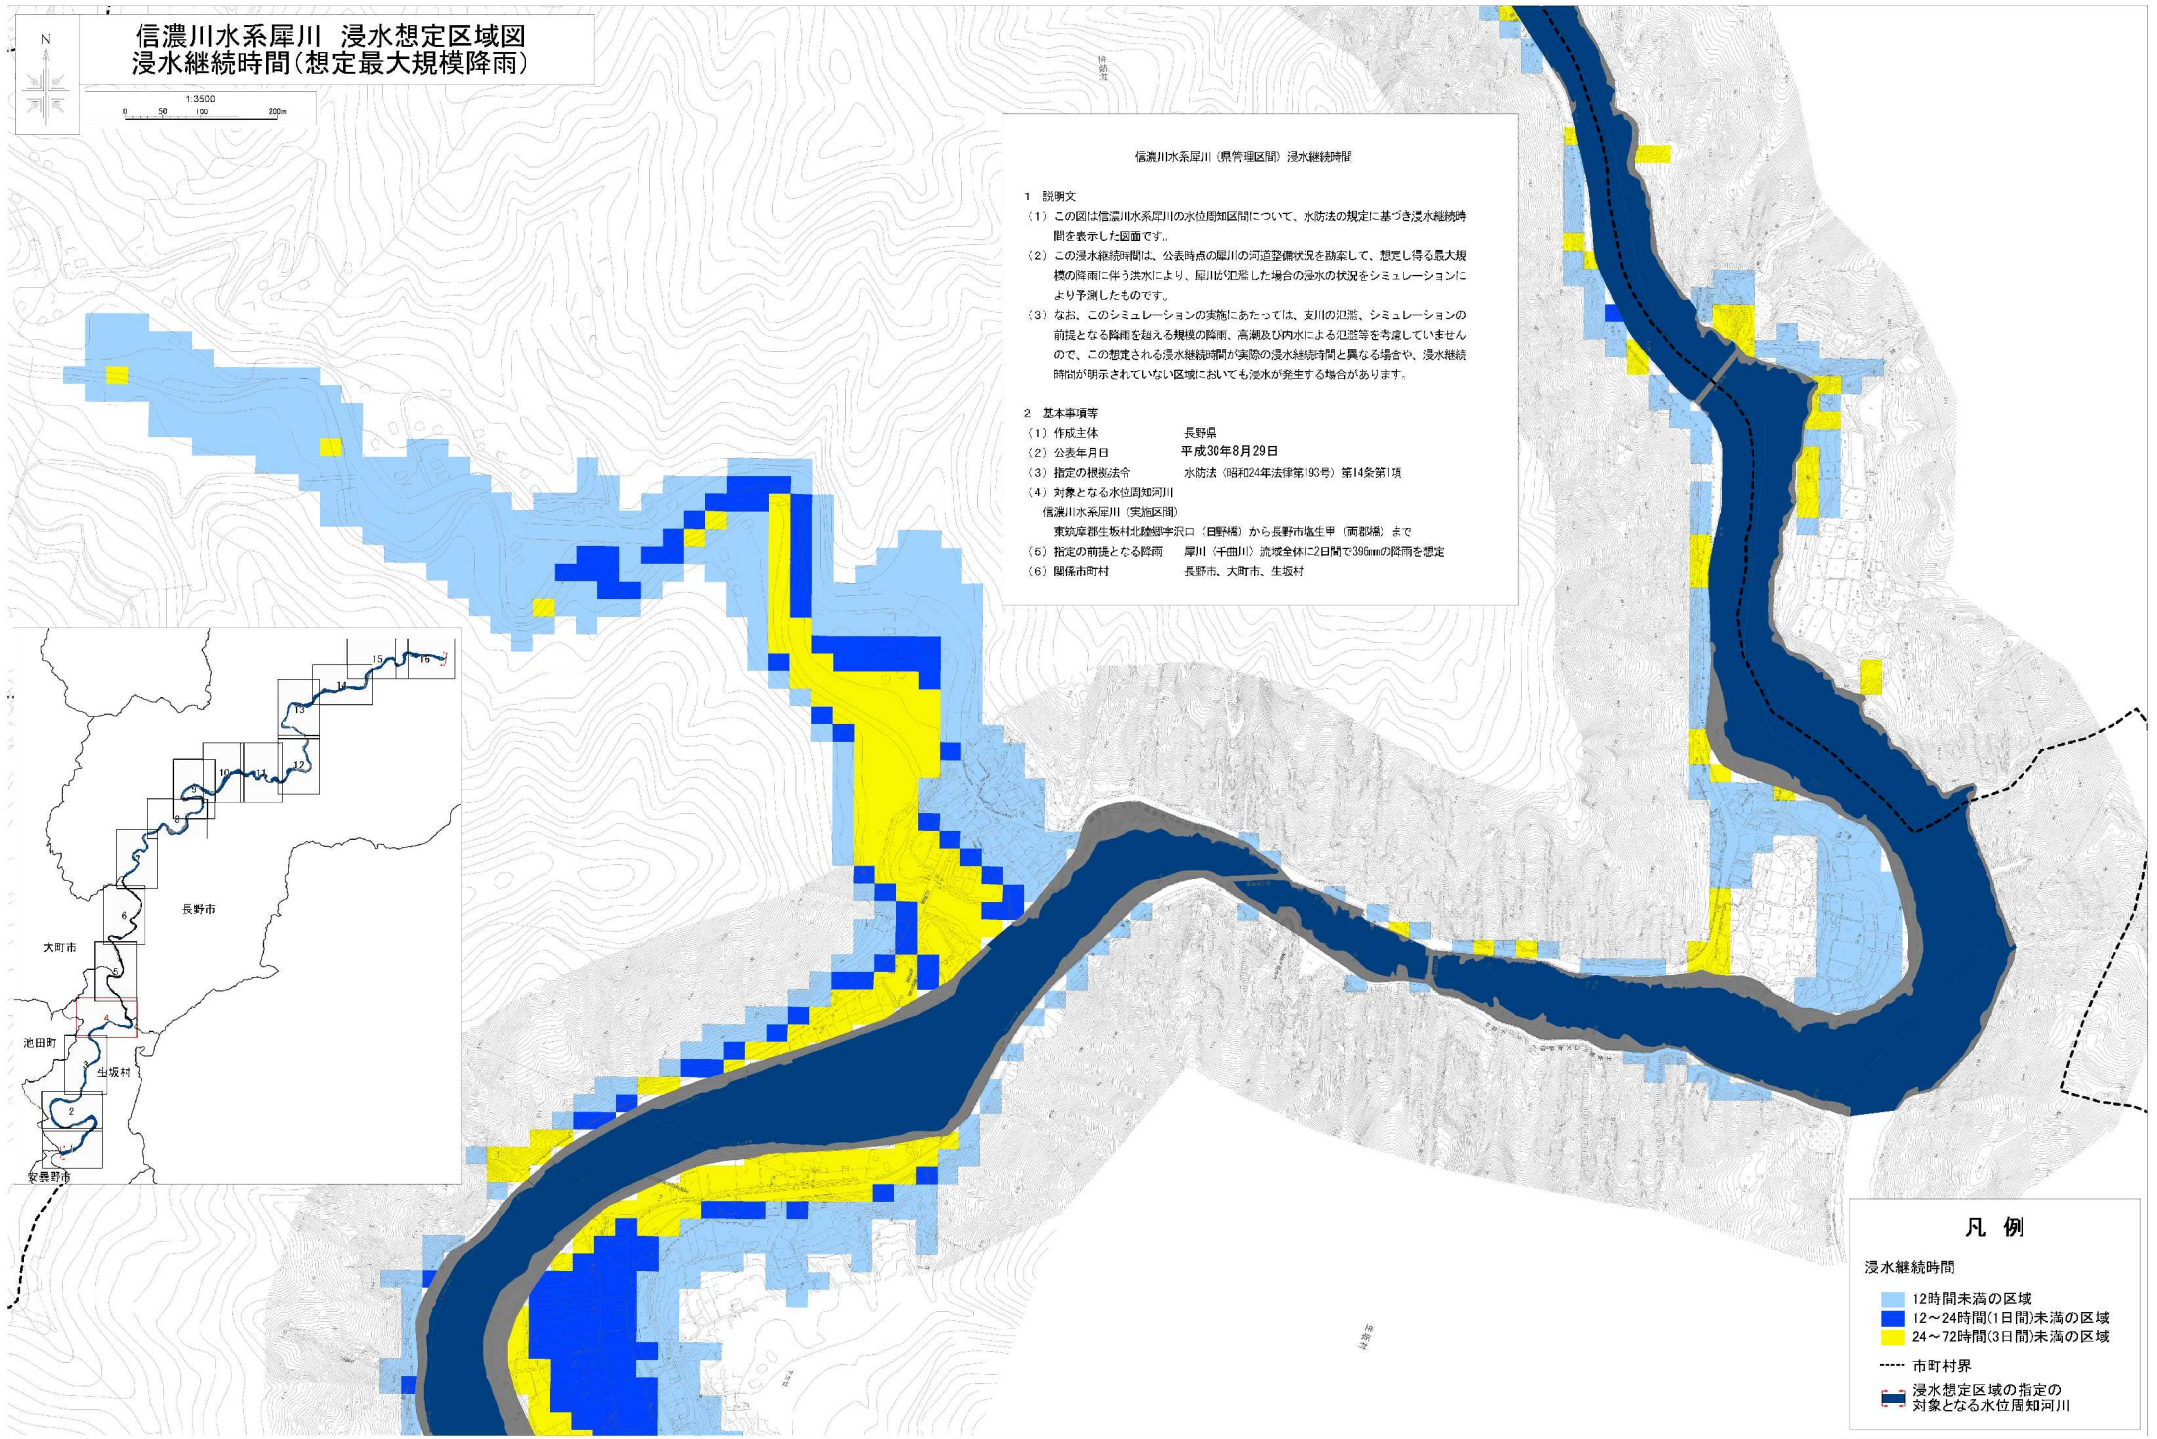 信濃川水系犀川 浸水想定区域図
浸水継続時間(想定最大規模降雨)
N
1:3500
0 50 100 200m
信濃川水系犀川（県管理区間）浸水継続時間
1 説明文
（1）この図は信濃川水系犀川の水位周知区間について、水防法の規定に基づき浸水継続時
間を表示した図面です。
（2）この浸水継続時間は、公表時点の犀川の河道整備状況を勘案して、想定し得る最大規
模の降雨に伴う洪水により、犀川が氾濫した場合の浸水の状況をシミュレーションに
より予測したものです。
（3）なお、このシミュレーションの実施にあたっては、支川の氾濫、シミュレーションの
前提となる降雨を超える規模の降雨、高潮及び内水による氾濫等を考慮していません
ので、この想定される浸水継続時間が実際の浸水継続時間と異なる場合や、浸水継続
時間が明示されていない区域においても浸水が発生する場合があります。
2 基本事項等
（1）作成主体 長野県
（2）公表年月日 平成30年8月29日
（3）指定の根拠法令 水防法（昭和24年法律第193号）第14条第1項
（4）対象となる水位周知河川
信濃川水系犀川（実施区間）
東筑摩郡生坂村北陸郷字沢口（日野橋）から長野市塩生甲（両郡橋）まで
（5）指定の前提となる降雨 犀川（千曲川）流域全体に2日間で396mmの降雨を想定
（6）関係市町村 長野市、大町市、生坂村
15
16
14
13
12
11
10
9
8
7
6
5
4
3
2
1
長野市
大町市
池田町
生坂村
安曇野市
生坂村
生坂村
凡 例
浸水継続時間
12時間未満の区域
12～24時間(1日間)未満の区域
24～72時間(3日間)未満の区域
市町村界
浸水想定区域の指定の
対象となる水位周知河川